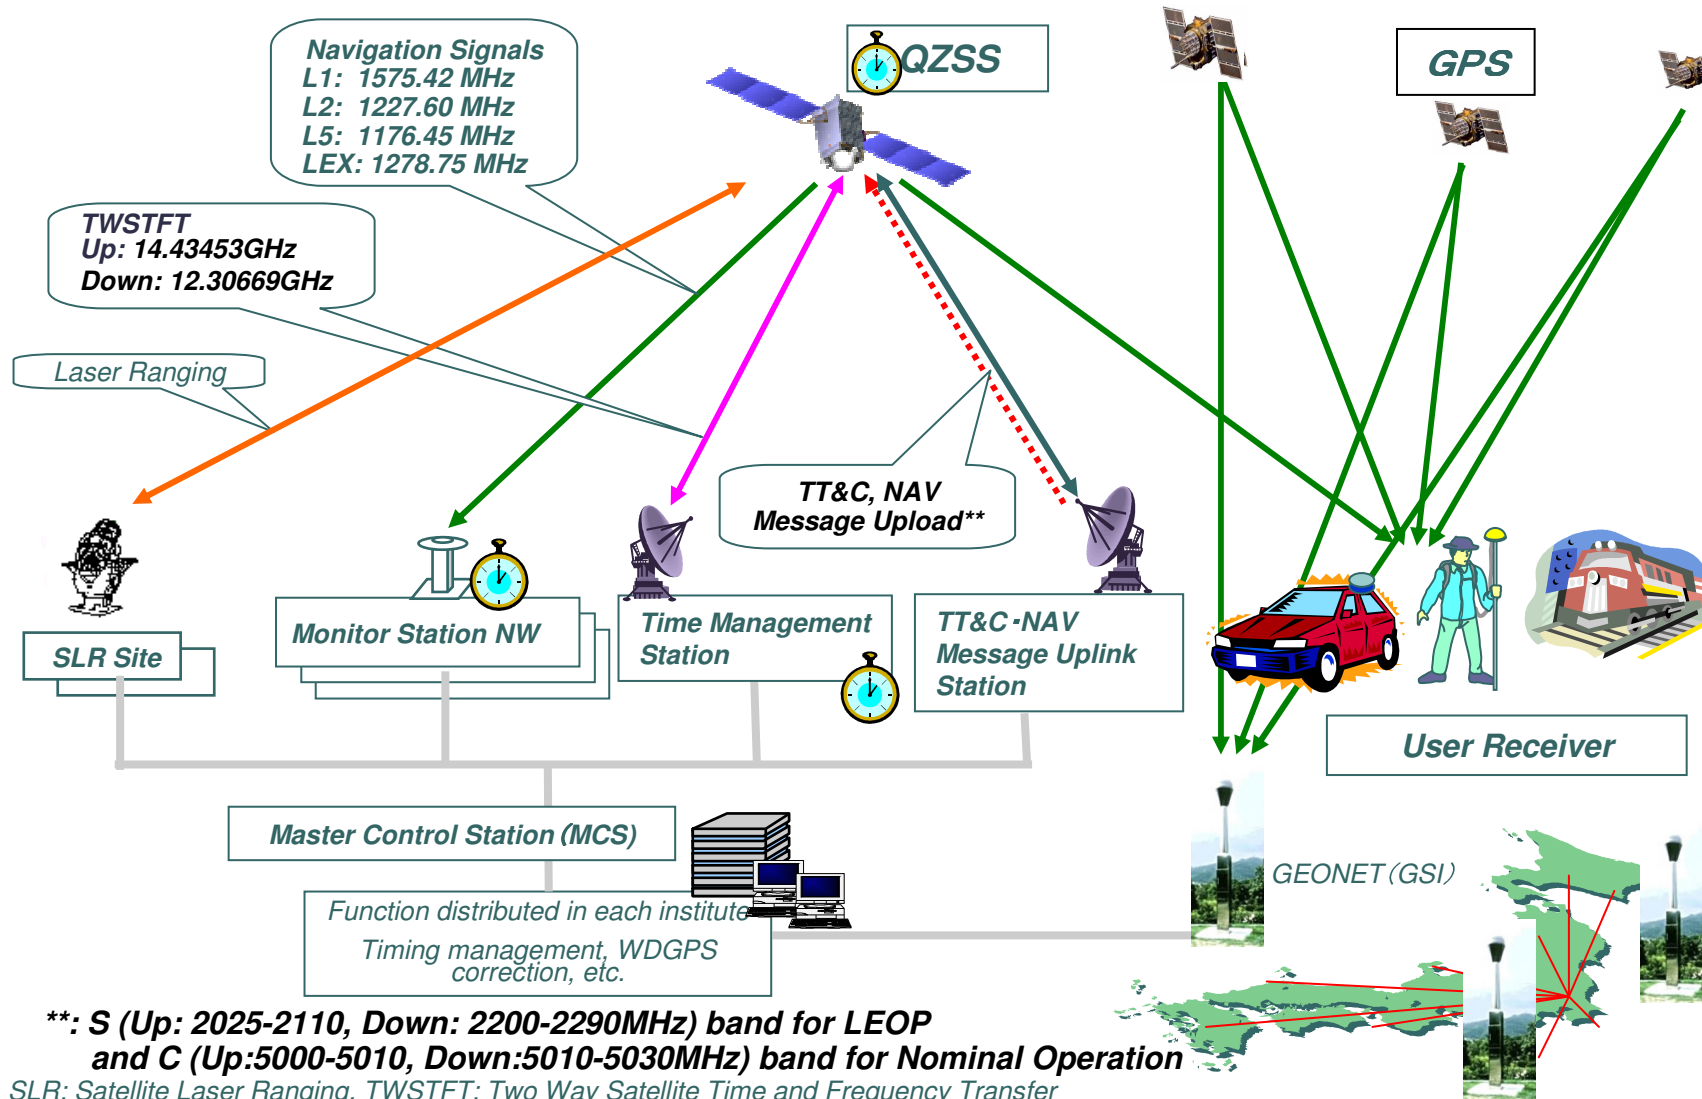 Navigation Signals
L1: 1575.42 MHz
L2: 1227.60 MHz
L5: 1176.45 MHz
LEX: 1278.75 MHz
QZSS
GPS
TWSTFT
Up: 14.43453GHz
Down: 12.30669GHz
Laser Ranging
TT&C, NAV
Message Upload**
SLR Site
Monitor Station NW
Time Management
Station
TT&C・NAV
Message Uplink
Station
User Receiver
Master Control Station (MCS)
GEONET (GSI)
Function distributed in each institute
Timing management, WDGPS
correction, etc.
**: S (Up: 2025-2110, Down: 2200-2290MHz) band for LEOP
and C (Up:5000-5010, Down:5010-5030MHz) band for Nominal Operation
SLR: Satellite Laser Ranging, TWSTFT: Two Way Satellite Time and Frequency Transfer